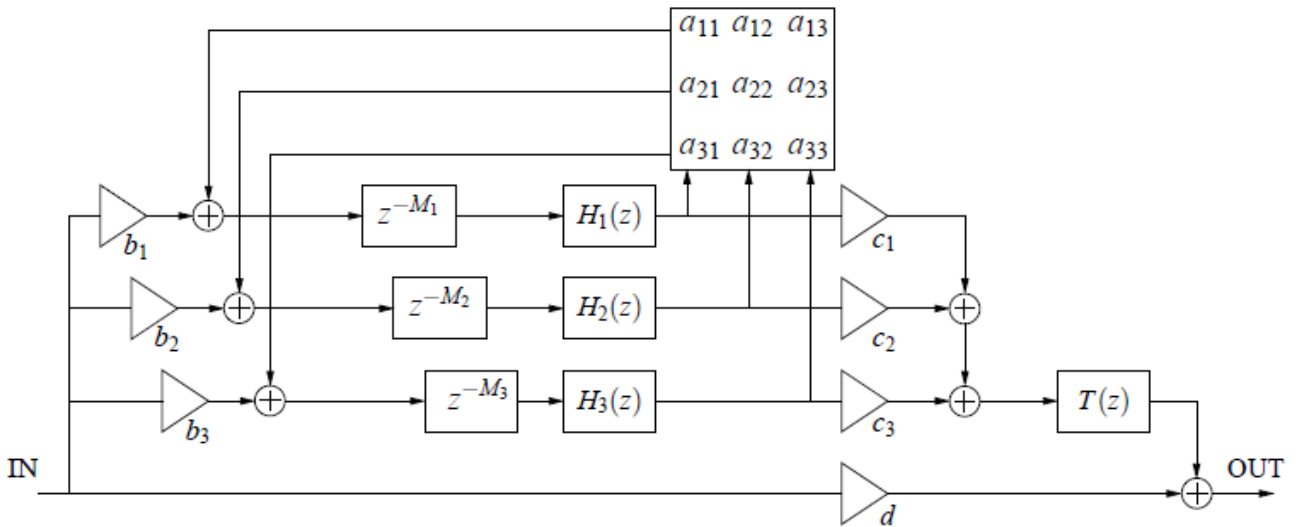 a₁₁ a₁₂ a₁₃
a₂₁ a₂₂ a₂₃
a₃₁ a₃₂ a₃₃
b₁ z⁻ᴹ₁ H₁(z) c₁
b₂ z⁻ᴹ₂ H₂(z) c₂
b₃ z⁻ᴹ₃ H₃(z) c₃ T(z)
IN d OUT